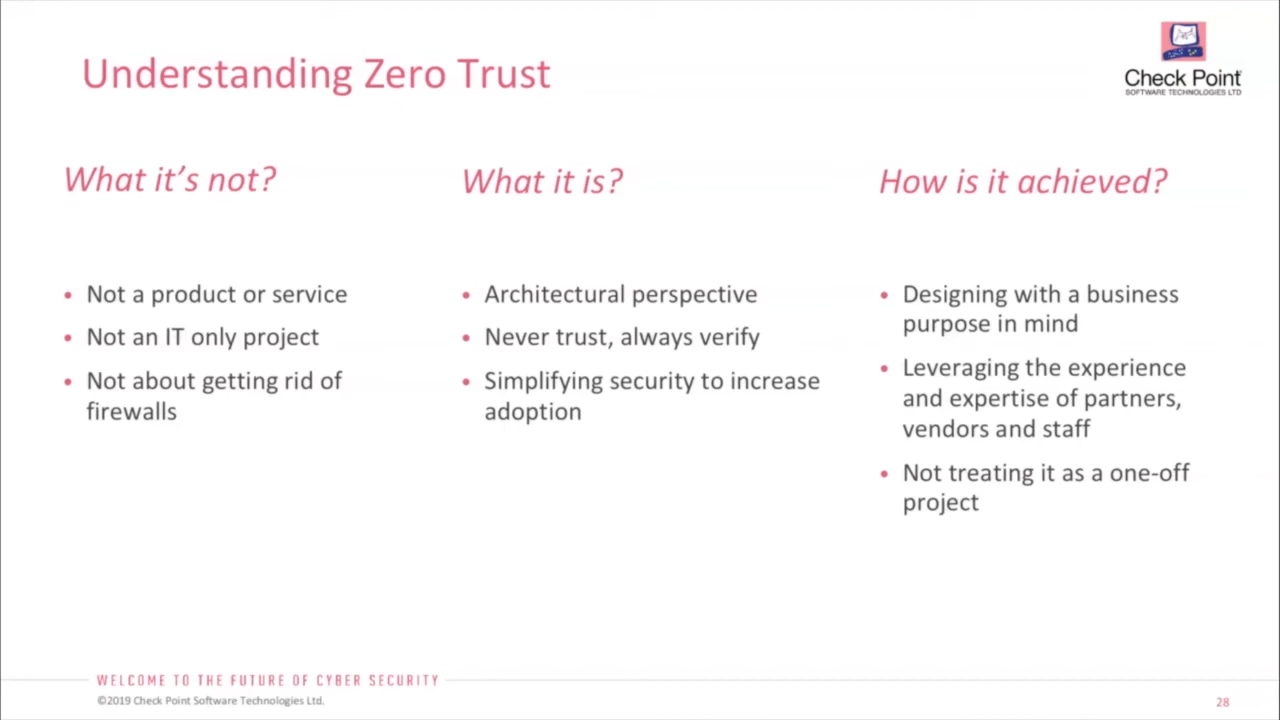 Understanding Zero Trust
Check Point
SOFTWARE TECHNOLOGIES LTD
What it’s not?
• Not a product or service
• Not an IT only project
• Not about getting rid of
firewalls
What it is?
• Architectural perspective
• Never trust, always verify
• Simplifying security to increase
adoption
How is it achieved?
• Designing with a business
purpose in mind
• Leveraging the experience
and expertise of partners,
vendors and staff
• Not treating it as a one-off
project
WELCOME TO THE FUTURE OF CYBER SECURITY
©2019 Check Point Software Technologies Ltd.
28